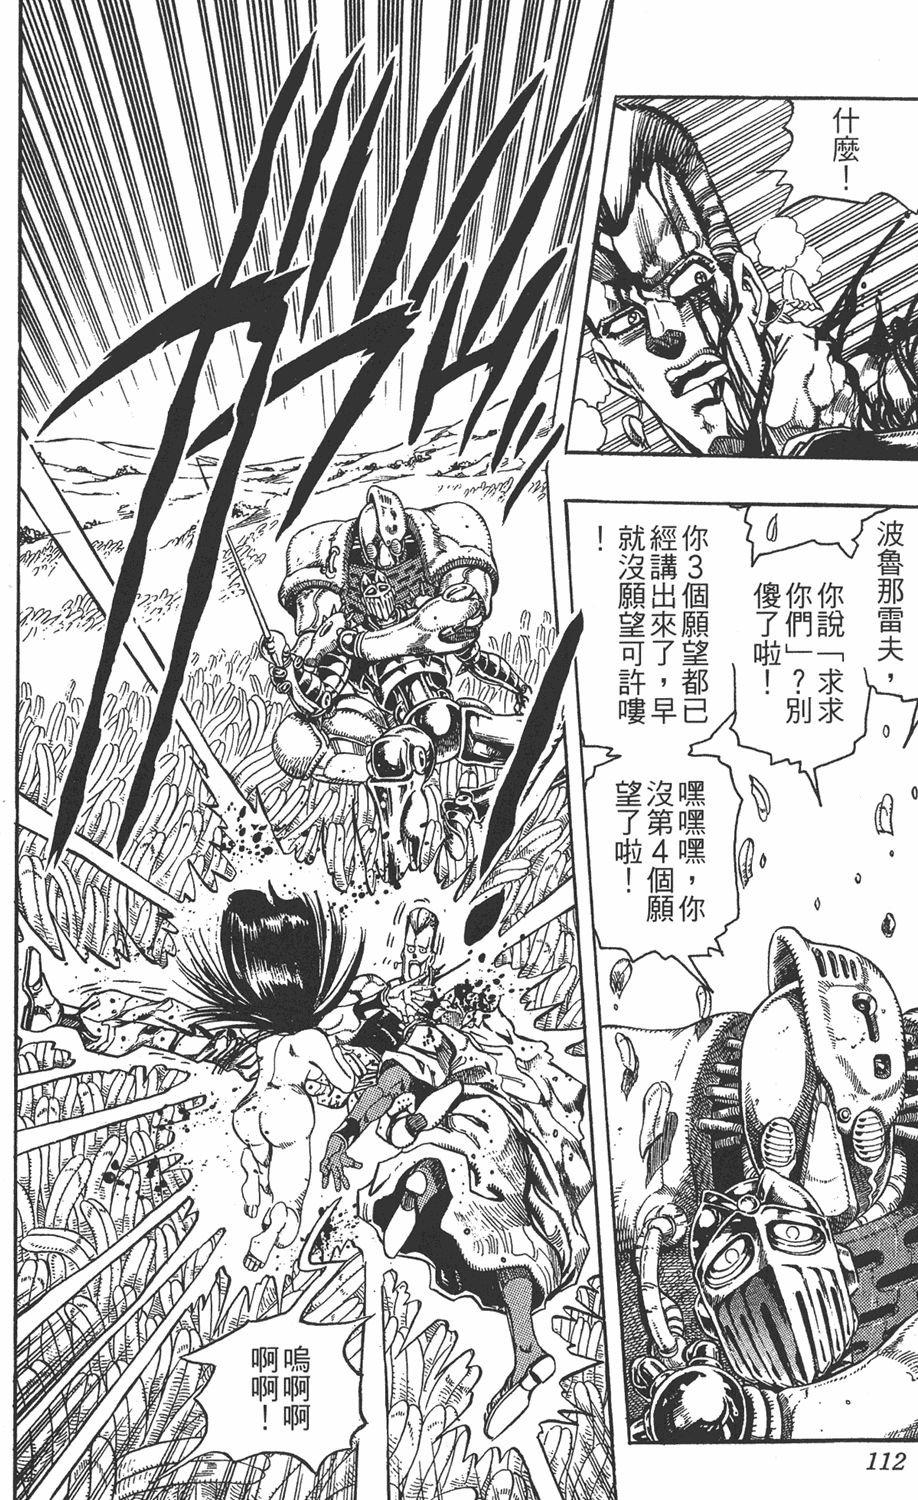 什麼！
波魯那雷夫，
你說「求求
你們」？別
傻了啦！
你3個願望都已
經講出來了，早
就沒願望可許嘍
！
嘿嘿嘿，你
沒第4個願
望了啦！
嗚啊啊
啊啊！
112